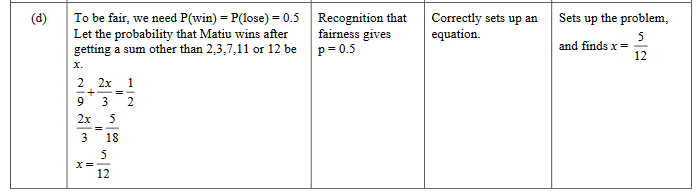 (d)
To be fair, we need P(win) = P(lose) = 0.5
Let the probability that Matiu wins after
getting a sum other than 2,3,7,11 or 12 be
x.
2/9 + 2x/3 = 1/2
2x/3 = 5/18
x = 5/12
Recognition that
fairness gives
p = 0.5
Correctly sets up an
equation.
Sets up the problem,
and finds x = 5/12